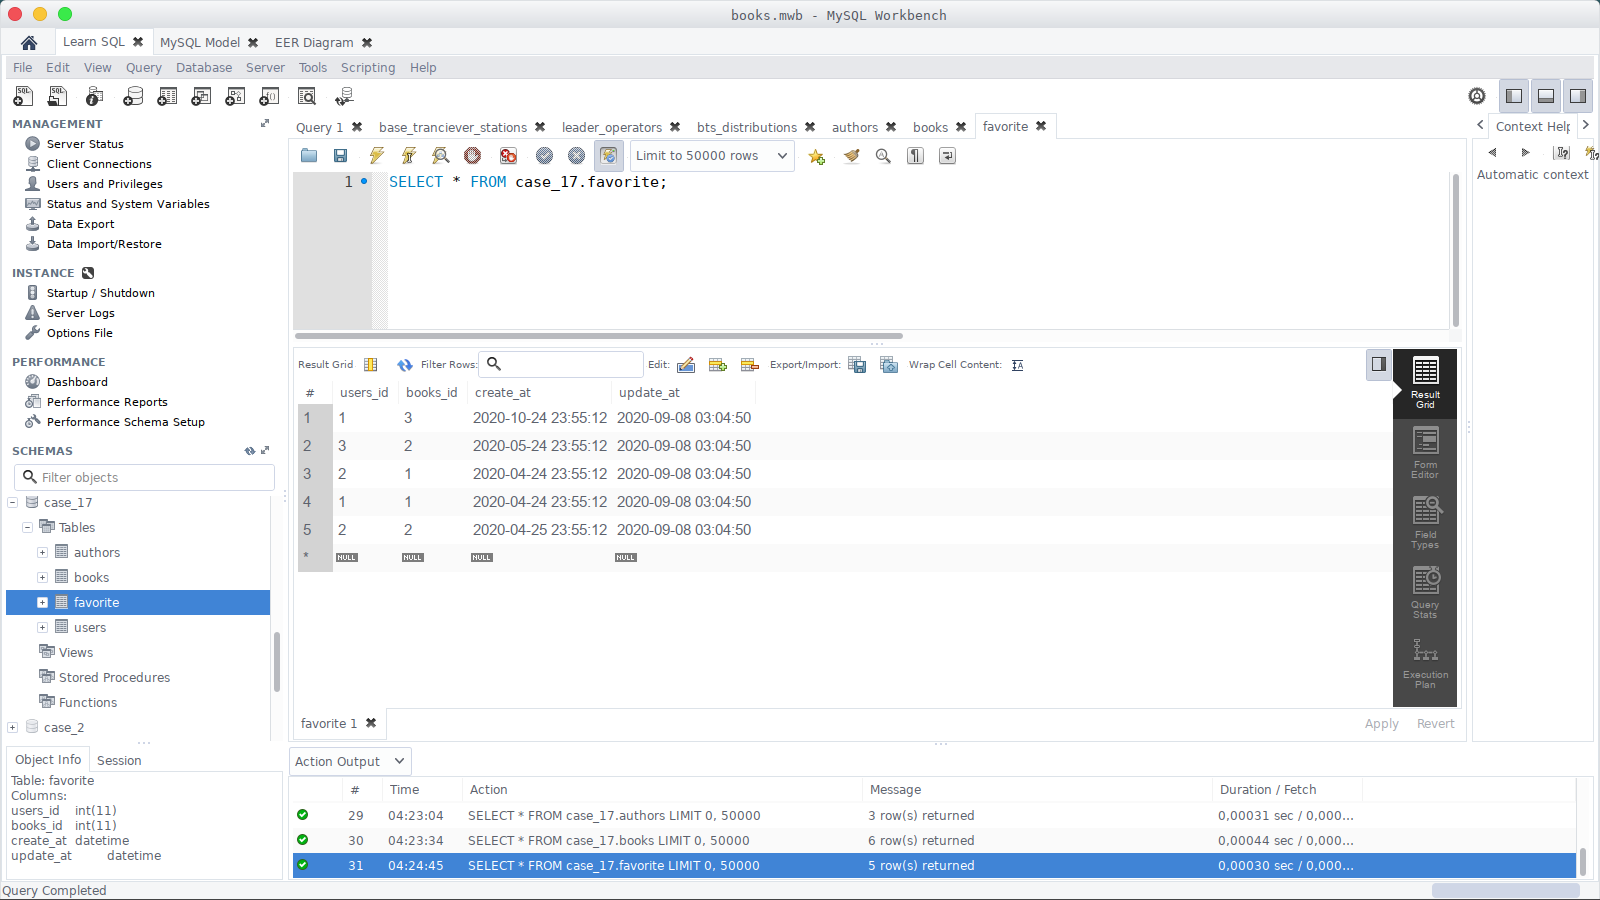 books.mwb - MySQL Workbench
Learn SQL
MySQL Model
EER Diagram
File Edit View Query Database Server Tools Scripting Help
MANAGEMENT
Server Status
Client Connections
Users and Privileges
Status and System Variables
Data Export
Data Import/Restore
INSTANCE
Startup / Shutdown
Server Logs
Options File
PERFORMANCE
Dashboard
Performance Reports
Performance Schema Setup
SCHEMAS
Filter objects
case_17
Tables
authors
books
favorite
users
Views
Stored Procedures
Functions
case_2
Object Info Session
Table: favorite
Columns:
users_id int(11)
books_id int(11)
create_at datetime
update_at datetime
Query 1 base_tranciever_stations leader_operators bts_distributions authors books favorite
Limit to 50000 rows
1 SELECT * FROM case_17.favorite;
Result Grid Filter Rows: Edit: Export/Import: Wrap Cell Content:
# users_id books_id create_at update_at
1 1 3 2020-10-24 23:55:12 2020-09-08 03:04:50
2 3 2 2020-05-24 23:55:12 2020-09-08 03:04:50
3 2 1 2020-04-24 23:55:12 2020-09-08 03:04:50
4 1 1 2020-04-24 23:55:12 2020-09-08 03:04:50
5 2 2 2020-04-25 23:55:12 2020-09-08 03:04:50
* NULL NULL NULL NULL
Result
Grid
Form
Editor
Field
Types
Query
Stats
Execution
Plan
favorite 1
Apply Revert
Context Help
Automatic context
Action Output
# Time Action Message Duration / Fetch
29 04:23:04 SELECT * FROM case_17.authors LIMIT 0, 50000 3 row(s) returned 0,00031 sec / 0,000...
30 04:23:34 SELECT * FROM case_17.books LIMIT 0, 50000 6 row(s) returned 0,00044 sec / 0,000...
31 04:24:45 SELECT * FROM case_17.favorite LIMIT 0, 50000 5 row(s) returned 0,00030 sec / 0,000...
Query Completed